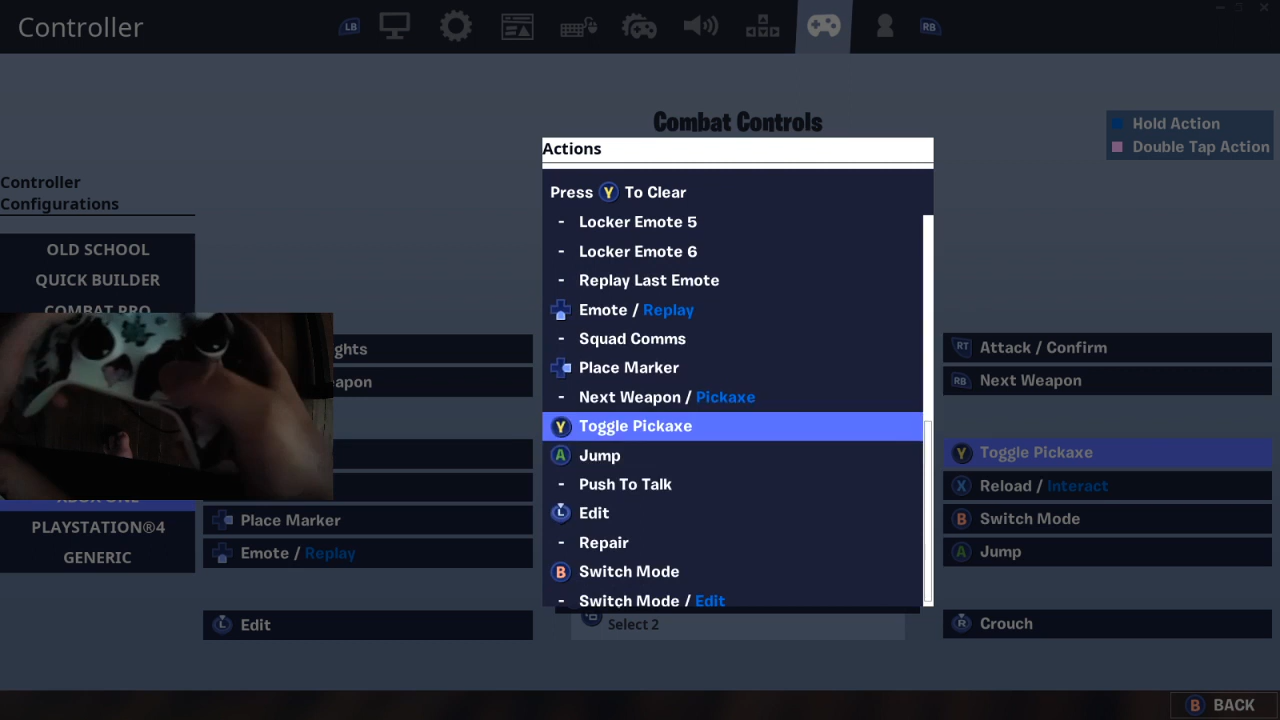 Controller
LB
RB
Combat Controls
Hold Action
Double Tap Action
Controller
Configurations
OLD SCHOOL
QUICK BUILDER
COMBAT PRO
PLAYSTATION®4
GENERIC
ghts
apon
Place Marker
Emote / Replay
L Edit
Actions
Press Y To Clear
- Locker Emote 5
- Locker Emote 6
- Replay Last Emote
Emote / Replay
- Squad Comms
Place Marker
- Next Weapon / Pickaxe
Y Toggle Pickaxe
A Jump
- Push To Talk
L Edit
- Repair
B Switch Mode
- Switch Mode / Edit
Select 2
RT Attack / Confirm
RB Next Weapon
Y Toggle Pickaxe
X Reload / Interact
B Switch Mode
A Jump
R Crouch
B BACK